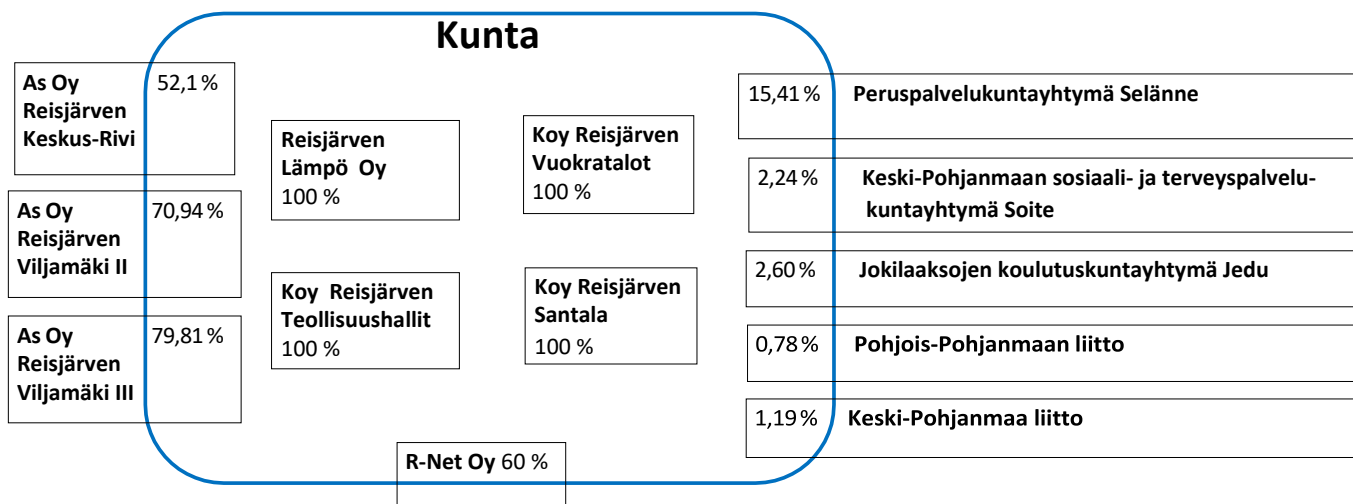 Kunta
As Oy 52,1 %
Reisjärven
Keskus-Rivi
As Oy 70,94 %
Reisjärven
Viljamäki II
As Oy 79,81 %
Reisjärven
Viljamäki III
Reisjärven
Lämpö Oy
100 %
Koy Reisjärven
Vuokratalot
100 %
Koy Reisjärven
Teollisuushallit
100 %
Koy Reisjärven
Santala
100 %
R-Net Oy 60 %
15,41 % Peruspalvelukuntayhtymä Selänne
2,24 % Keski-Pohjanmaan sosiaali- ja terveyspalvelu-
kuntayhtymä Soite
2,60 % Jokilaaksojen koulutuskuntayhtymä Jedu
0,78 % Pohjois-Pohjanmaan liitto
1,19 % Keski-Pohjanmaa liitto